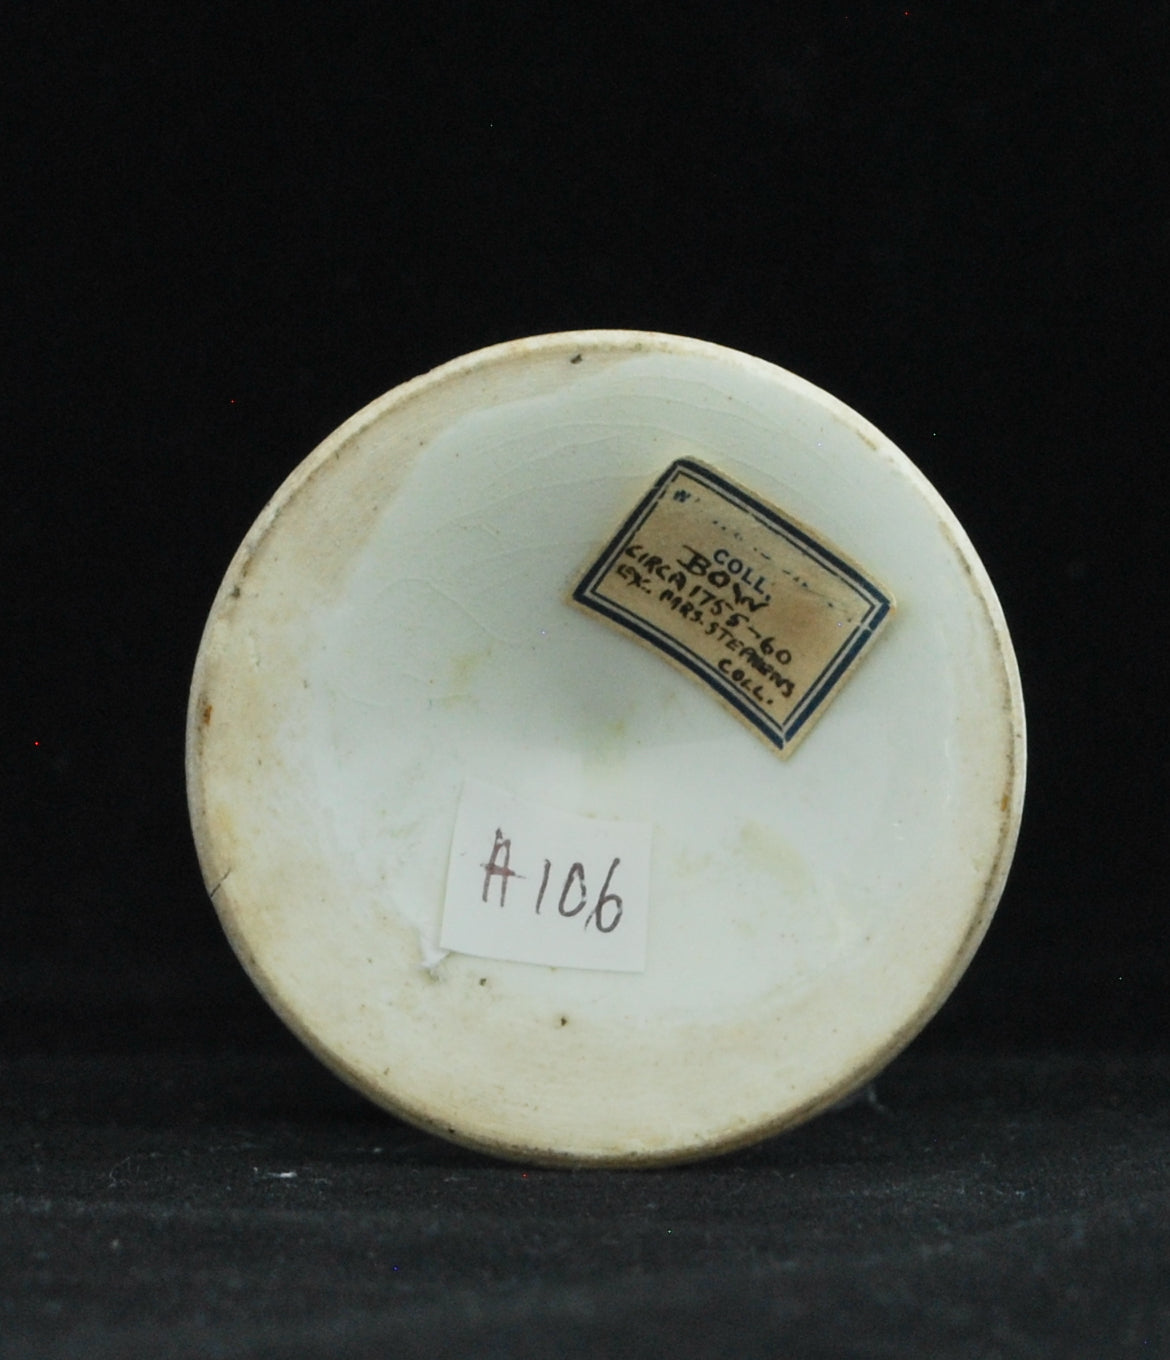 COLL.
BOW
CIRCA 1755-60
EX. MRS. STEARNS
COLL.
A106